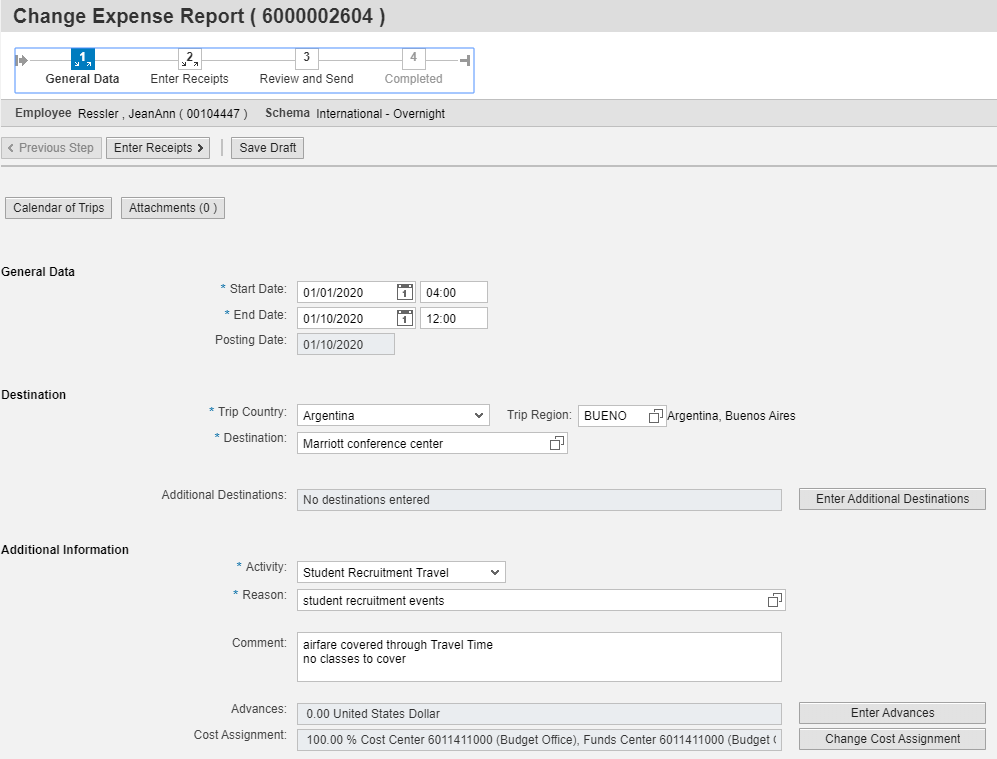 Change Expense Report ( 6000002604 )
1 2 3 4
General Data Enter Receipts Review and Send Completed
Employee Ressler , JeanAnn ( 00104447 ) Schema International - Overnight
Previous Step Enter Receipts Save Draft
Calendar of Trips Attachments (0 )
General Data
* Start Date: 01/01/2020 1 04:00
* End Date: 01/10/2020 1 12:00
Posting Date: 01/10/2020
Destination
* Trip Country: Argentina Trip Region: BUENO Argentina, Buenos Aires
* Destination: Marriott conference center
Additional Destinations: No destinations entered Enter Additional Destinations
Additional Information
* Activity: Student Recruitment Travel
* Reason: student recruitment events
Comment: airfare covered through Travel Time
no classes to cover
Advances: 0.00 United States Dollar Enter Advances
Cost Assignment: 100.00 % Cost Center 6011411000 (Budget Office), Funds Center 6011411000 (Budget Change Cost Assignment